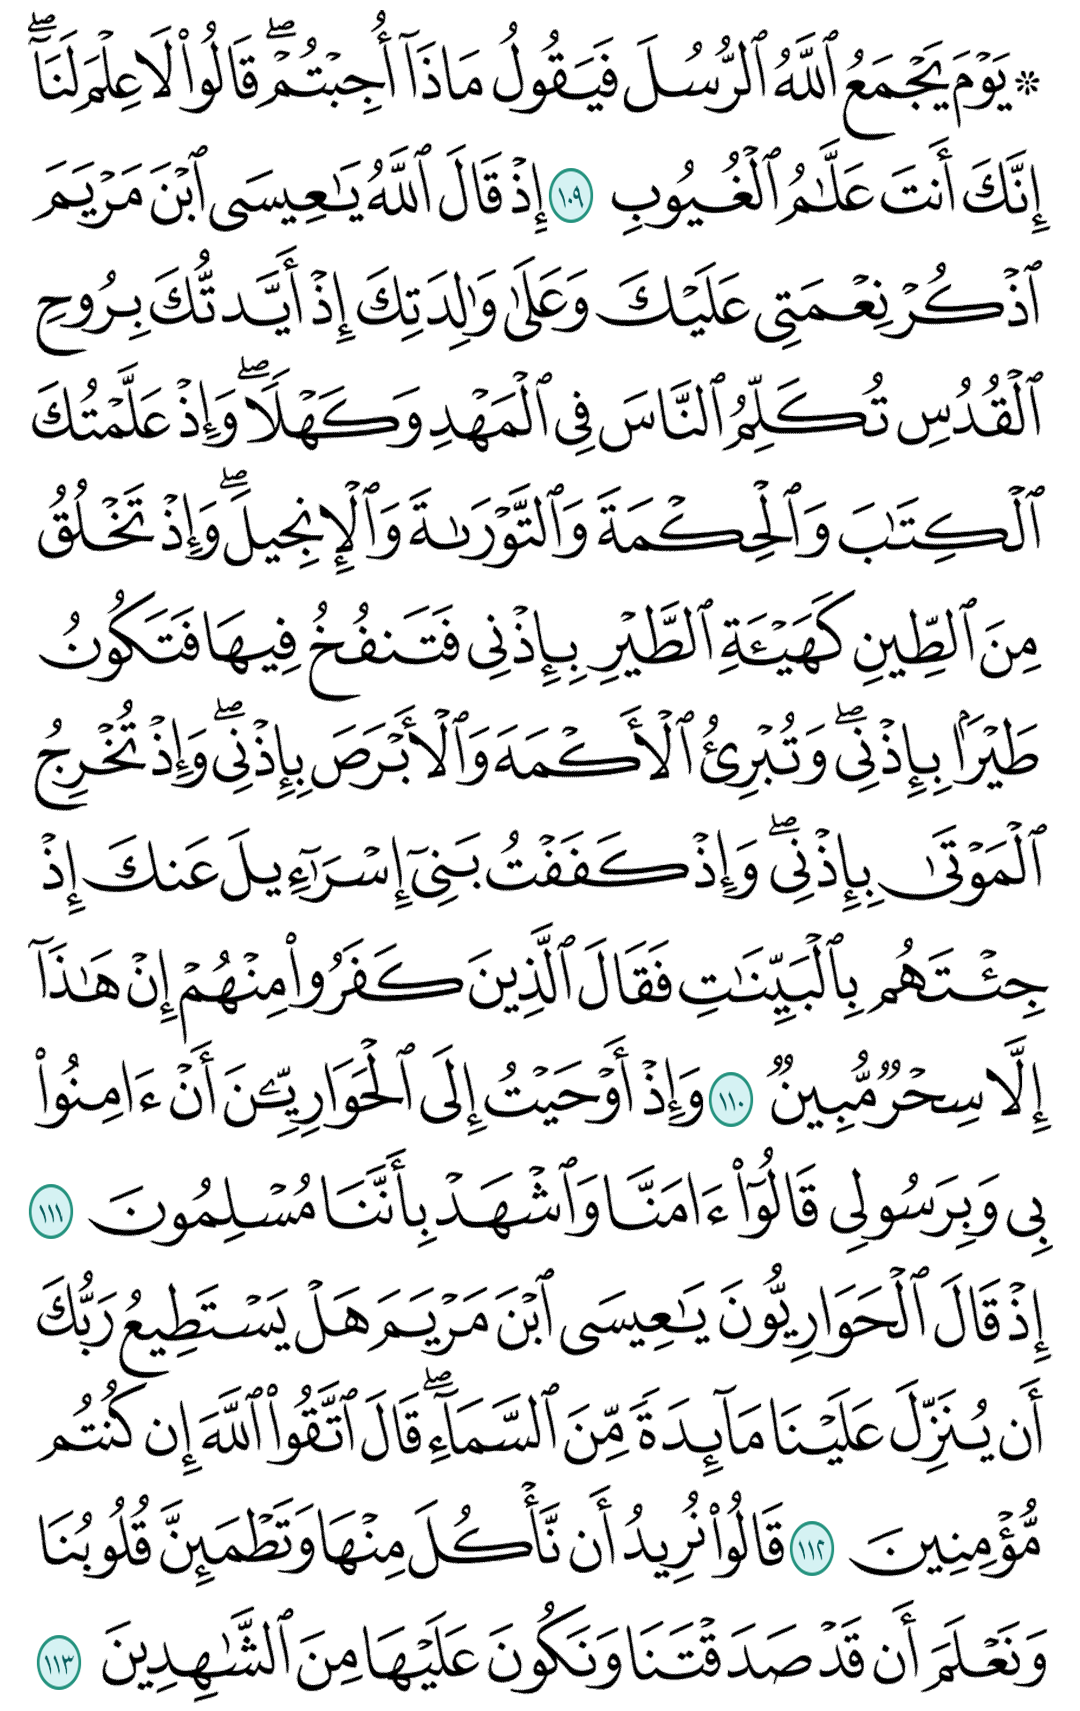 ۞ يَوۡمَ يَجۡمَعُ ٱللَّهُ ٱلرُّسُلَ فَيَقُولُ مَاذَآ أُجِبۡتُمۡۖ قَالُواْ لَا عِلۡمَ لَنَآۖ
إِنَّكَ أَنتَ عَلَّٰمُ ٱلۡغُيُوبِ ١٠٩ إِذۡ قَالَ ٱللَّهُ يَٰعِيسَى ٱبۡنَ مَرۡيَمَ
ٱذۡكُرۡ نِعۡمَتِي عَلَيۡكَ وَعَلَىٰ وَٰلِدَتِكَ إِذۡ أَيَّدتُّكَ بِرُوحِ
ٱلۡقُدُسِ تُكَلِّمُ ٱلنَّاسَ فِي ٱلۡمَهۡدِ وَكَهۡلٗاۖ وَإِذۡ عَلَّمۡتُكَ
ٱلۡكِتَٰبَ وَٱلۡحِكۡمَةَ وَٱلتَّوۡرَىٰةَ وَٱلۡإِنجِيلَۖ وَإِذۡ تَخۡلُقُ
مِنَ ٱلطِّينِ كَهَيۡـَٔةِ ٱلطَّيۡرِ بِإِذۡنِي فَتَنفُخُ فِيهَا فَتَكُونُ
طَيۡرَۢا بِإِذۡنِيۖ وَتُبۡرِئُ ٱلۡأَكۡمَهَ وَٱلۡأَبۡرَصَ بِإِذۡنِيۖ وَإِذۡ تُخۡرِجُ
ٱلۡمَوۡتَىٰ بِإِذۡنِيۖ وَإِذۡ كَفَفۡتُ بَنِيٓ إِسۡرَٰٓءِيلَ عَنكَ إِذۡ
جِئۡتَهُم بِٱلۡبَيِّنَٰتِ فَقَالَ ٱلَّذِينَ كَفَرُواْ مِنۡهُمۡ إِنۡ هَٰذَآ
إِلَّا سِحۡرٞ مُّبِينٞ ١١٠ وَإِذۡ أَوۡحَيۡتُ إِلَى ٱلۡحَوَارِيِّـۧنَ أَنۡ ءَامِنُواْ
بِي وَبِرَسُولِي قَالُوٓاْ ءَامَنَّا وَٱشۡهَدۡ بِأَنَّنَا مُسۡلِمُونَ ١١١
إِذۡ قَالَ ٱلۡحَوَارِيُّونَ يَٰعِيسَى ٱبۡنَ مَرۡيَمَ هَلۡ يَسۡتَطِيعُ رَبُّكَ
أَن يُنَزِّلَ عَلَيۡنَا مَآئِدَةٗ مِّنَ ٱلسَّمَآءِۖ قَالَ ٱتَّقُواْ ٱللَّهَ إِن كُنتُم
مُّؤۡمِنِينَ ١١٢ قَالُواْ نُرِيدُ أَن نَّأۡكُلَ مِنۡهَا وَتَطۡمَئِنَّ قُلُوبُنَا
وَنَعۡلَمَ أَن قَدۡ صَدَقۡتَنَا وَنَكُونَ عَلَيۡهَا مِنَ ٱلشَّٰهِدِينَ ١١٣